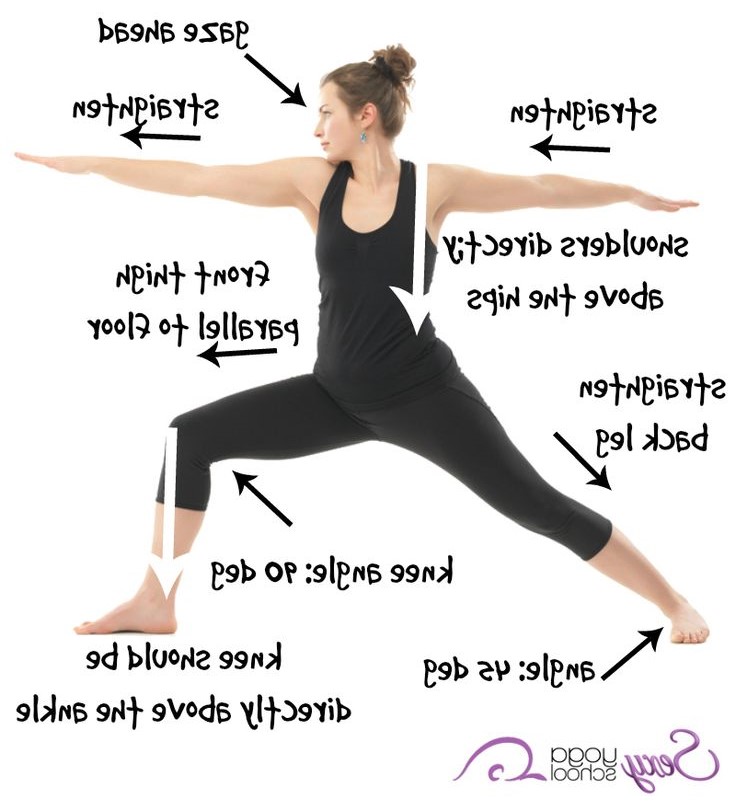 gaze ahead
straighten
straighten
shoulders directly
above the hips
front thigh
parallel to floor
straighten
back leg
knee angle: 90 deg
knee should be
directly above the ankle
angle: 45 deg
Sexy
yoga
school